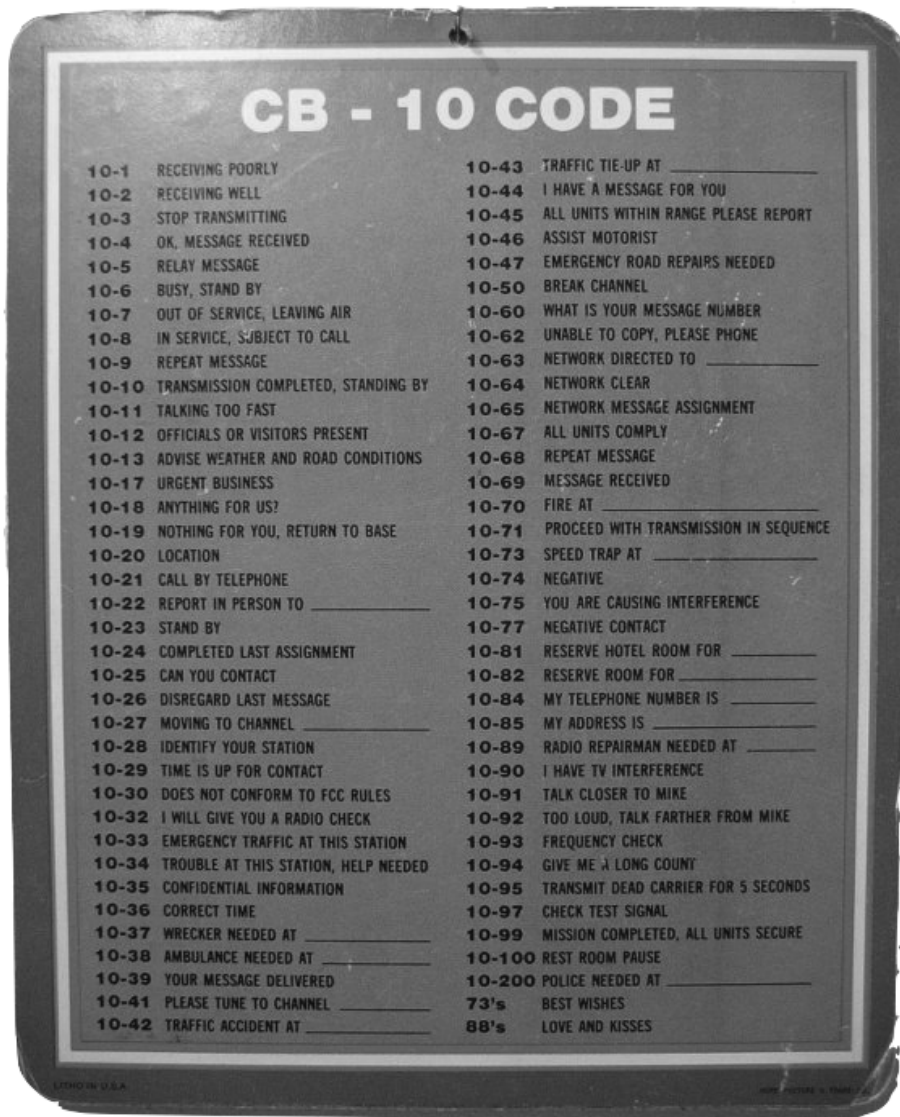 CB - 10 CODE
10-1 RECEIVING POORLY
10-2 RECEIVING WELL
10-3 STOP TRANSMITTING
10-4 OK, MESSAGE RECEIVED
10-5 RELAY MESSAGE
10-6 BUSY, STAND BY
10-7 OUT OF SERVICE, LEAVING AIR
10-8 IN SERVICE, SUBJECT TO CALL
10-9 REPEAT MESSAGE
10-10 TRANSMISSION COMPLETED, STANDING BY
10-11 TALKING TOO FAST
10-12 OFFICIALS OR VISITORS PRESENT
10-13 ADVISE WEATHER AND ROAD CONDITIONS
10-17 URGENT BUSINESS
10-18 ANYTHING FOR US?
10-19 NOTHING FOR YOU, RETURN TO BASE
10-20 LOCATION
10-21 CALL BY TELEPHONE
10-22 REPORT IN PERSON TO ___
10-23 STAND BY
10-24 COMPLETED LAST ASSIGNMENT
10-25 CAN YOU CONTACT
10-26 DISREGARD LAST MESSAGE
10-27 MOVING TO CHANNEL ___
10-28 IDENTIFY YOUR STATION
10-29 TIME IS UP FOR CONTACT
10-30 DOES NOT CONFORM TO FCC RULES
10-32 I WILL GIVE YOU A RADIO CHECK
10-33 EMERGENCY TRAFFIC AT THIS STATION
10-34 TROUBLE AT THIS STATION, HELP NEEDED
10-35 CONFIDENTIAL INFORMATION
10-36 CORRECT TIME
10-37 WRECKER NEEDED AT ___
10-38 AMBULANCE NEEDED AT ___
10-39 YOUR MESSAGE DELIVERED
10-41 PLEASE TUNE TO CHANNEL ___
10-42 TRAFFIC ACCIDENT AT ___
10-43 TRAFFIC TIE-UP AT ___
10-44 I HAVE A MESSAGE FOR YOU
10-45 ALL UNITS WITHIN RANGE PLEASE REPORT
10-46 ASSIST MOTORIST
10-47 EMERGENCY ROAD REPAIRS NEEDED
10-50 BREAK CHANNEL
10-60 WHAT IS YOUR MESSAGE NUMBER
10-62 UNABLE TO COPY, PLEASE PHONE
10-63 NETWORK DIRECTED TO ___
10-64 NETWORK CLEAR
10-65 NETWORK MESSAGE ASSIGNMENT
10-67 ALL UNITS COMPLY
10-68 REPEAT MESSAGE
10-69 MESSAGE RECEIVED
10-70 FIRE AT ___
10-71 PROCEED WITH TRANSMISSION IN SEQUENCE
10-73 SPEED TRAP AT ___
10-74 NEGATIVE
10-75 YOU ARE CAUSING INTERFERENCE
10-77 NEGATIVE CONTACT
10-81 RESERVE HOTEL ROOM FOR ___
10-82 RESERVE ROOM FOR ___
10-84 MY TELEPHONE NUMBER IS ___
10-85 MY ADDRESS IS ___
10-89 RADIO REPAIRMAN NEEDED AT ___
10-90 I HAVE TV INTERFERENCE
10-91 TALK CLOSER TO MIKE
10-92 TOO LOUD, TALK FARTHER FROM MIKE
10-93 FREQUENCY CHECK
10-94 GIVE ME A LONG COUNT
10-95 TRANSMIT DEAD CARRIER FOR 5 SECONDS
10-97 CHECK TEST SIGNAL
10-99 MISSION COMPLETED, ALL UNITS SECURE
10-100 REST ROOM PAUSE
10-200 POLICE NEEDED AT ___
73's BEST WISHES
88's LOVE AND KISSES
LITHO IN U.S.A.